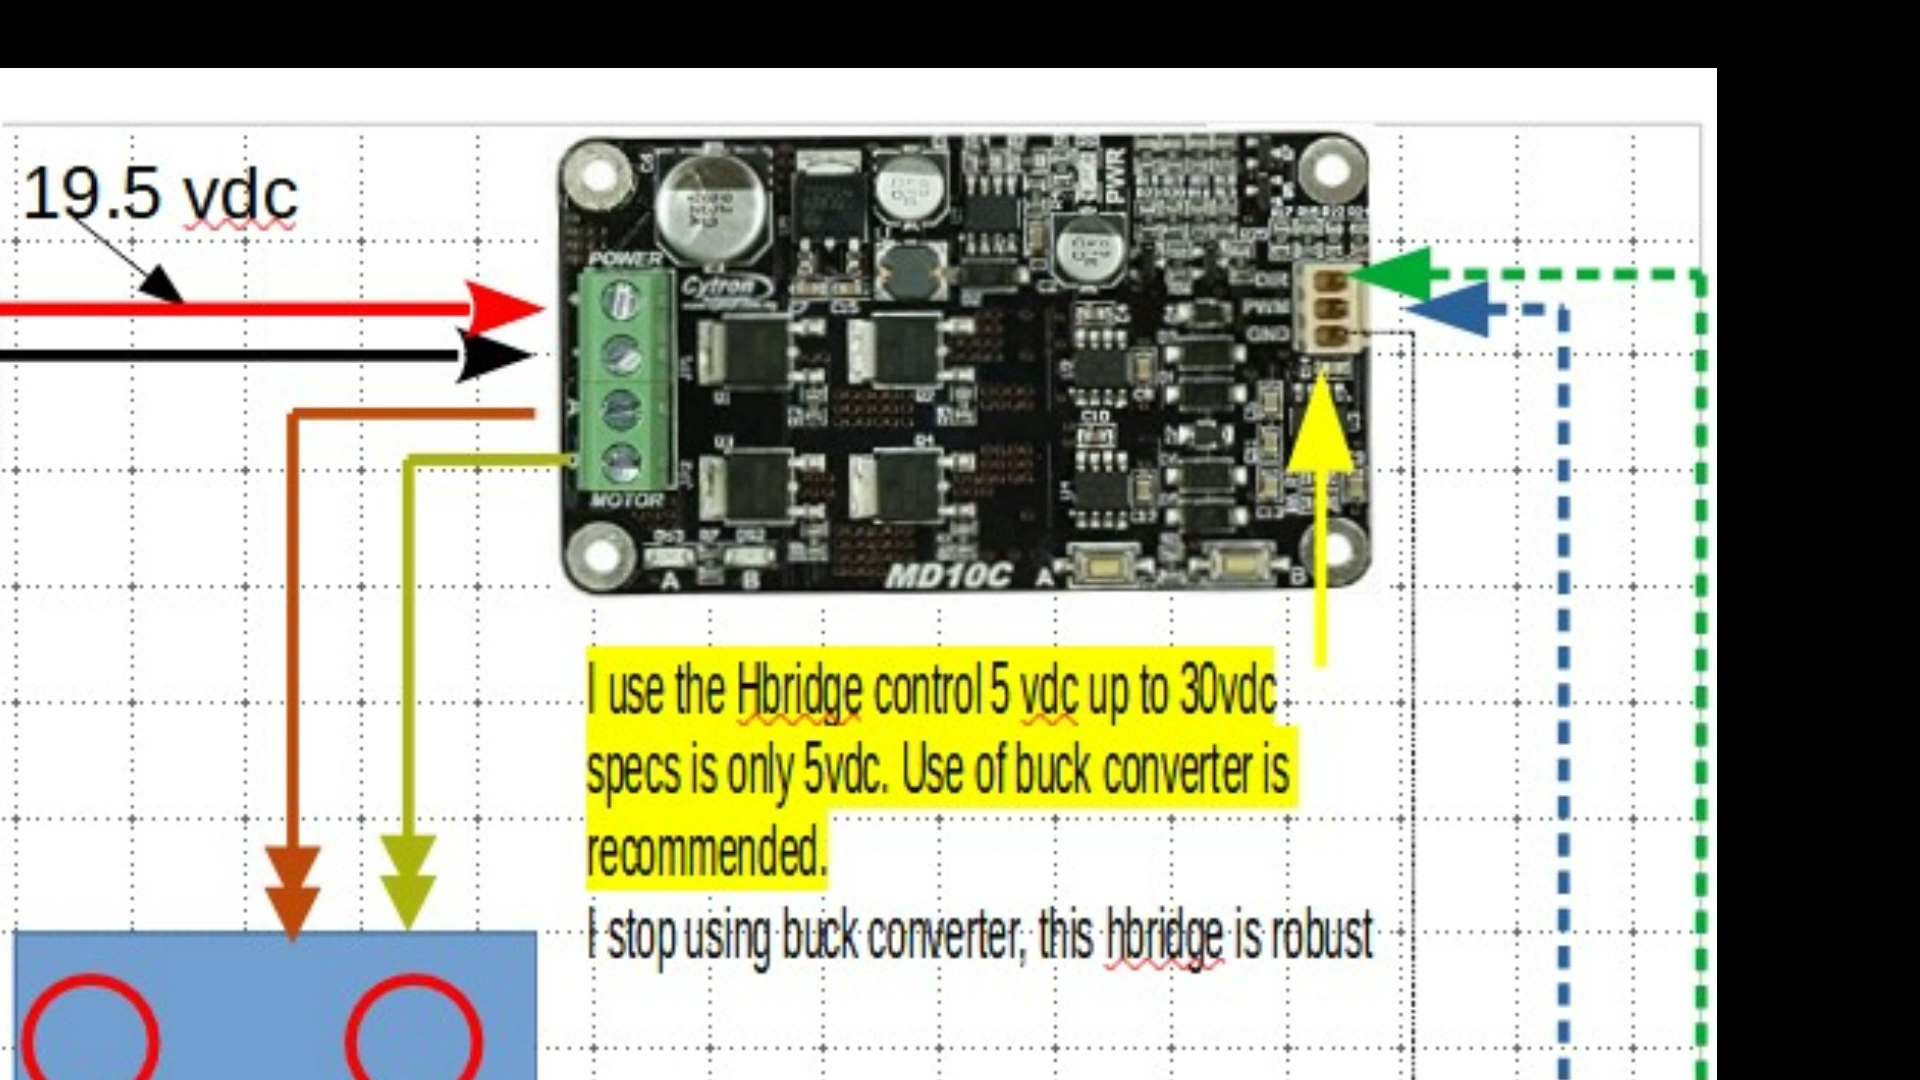 19.5 vdc
POWER
Cytron
PWR
DIR
PWM
GND
C10
MOTOR
A
B
MD10C
A
B
I use the Hbridge control 5 vdc up to 30vdc
specs is only 5vdc. Use of buck converter is
recommended.
I stop using buck converter, this hbridge is robust